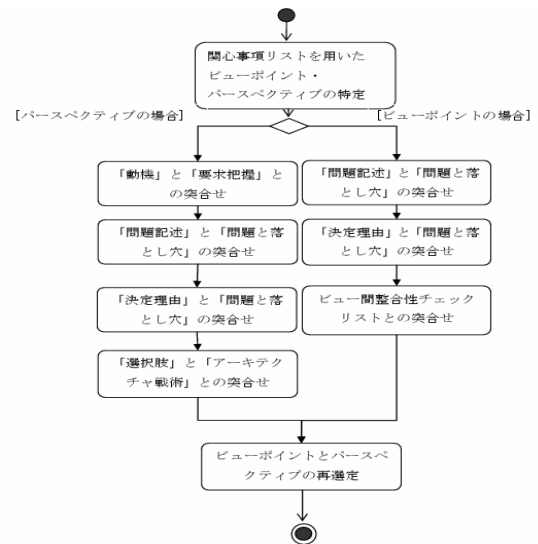 関心事項リストを用いた
ビューポイント・
パースペクティブの特定
[パースペクティブの場合]
[ビューポイントの場合]
「動機」と「要求把握」と
の突合せ
「問題記述」と「問題と落
とし穴」の突合せ
「決定理由」と「問題と落
とし穴」の突合せ
「選択肢」と「アーキテク
チャ戦術」との突合せ
「問題記述」と「問題と落
とし穴」の突合せ
「決定理由」と「問題と落
とし穴」の突合せ
ビュー間整合性チェック
リストとの突合せ
ビューポイントとパースペ
クティブの再選定